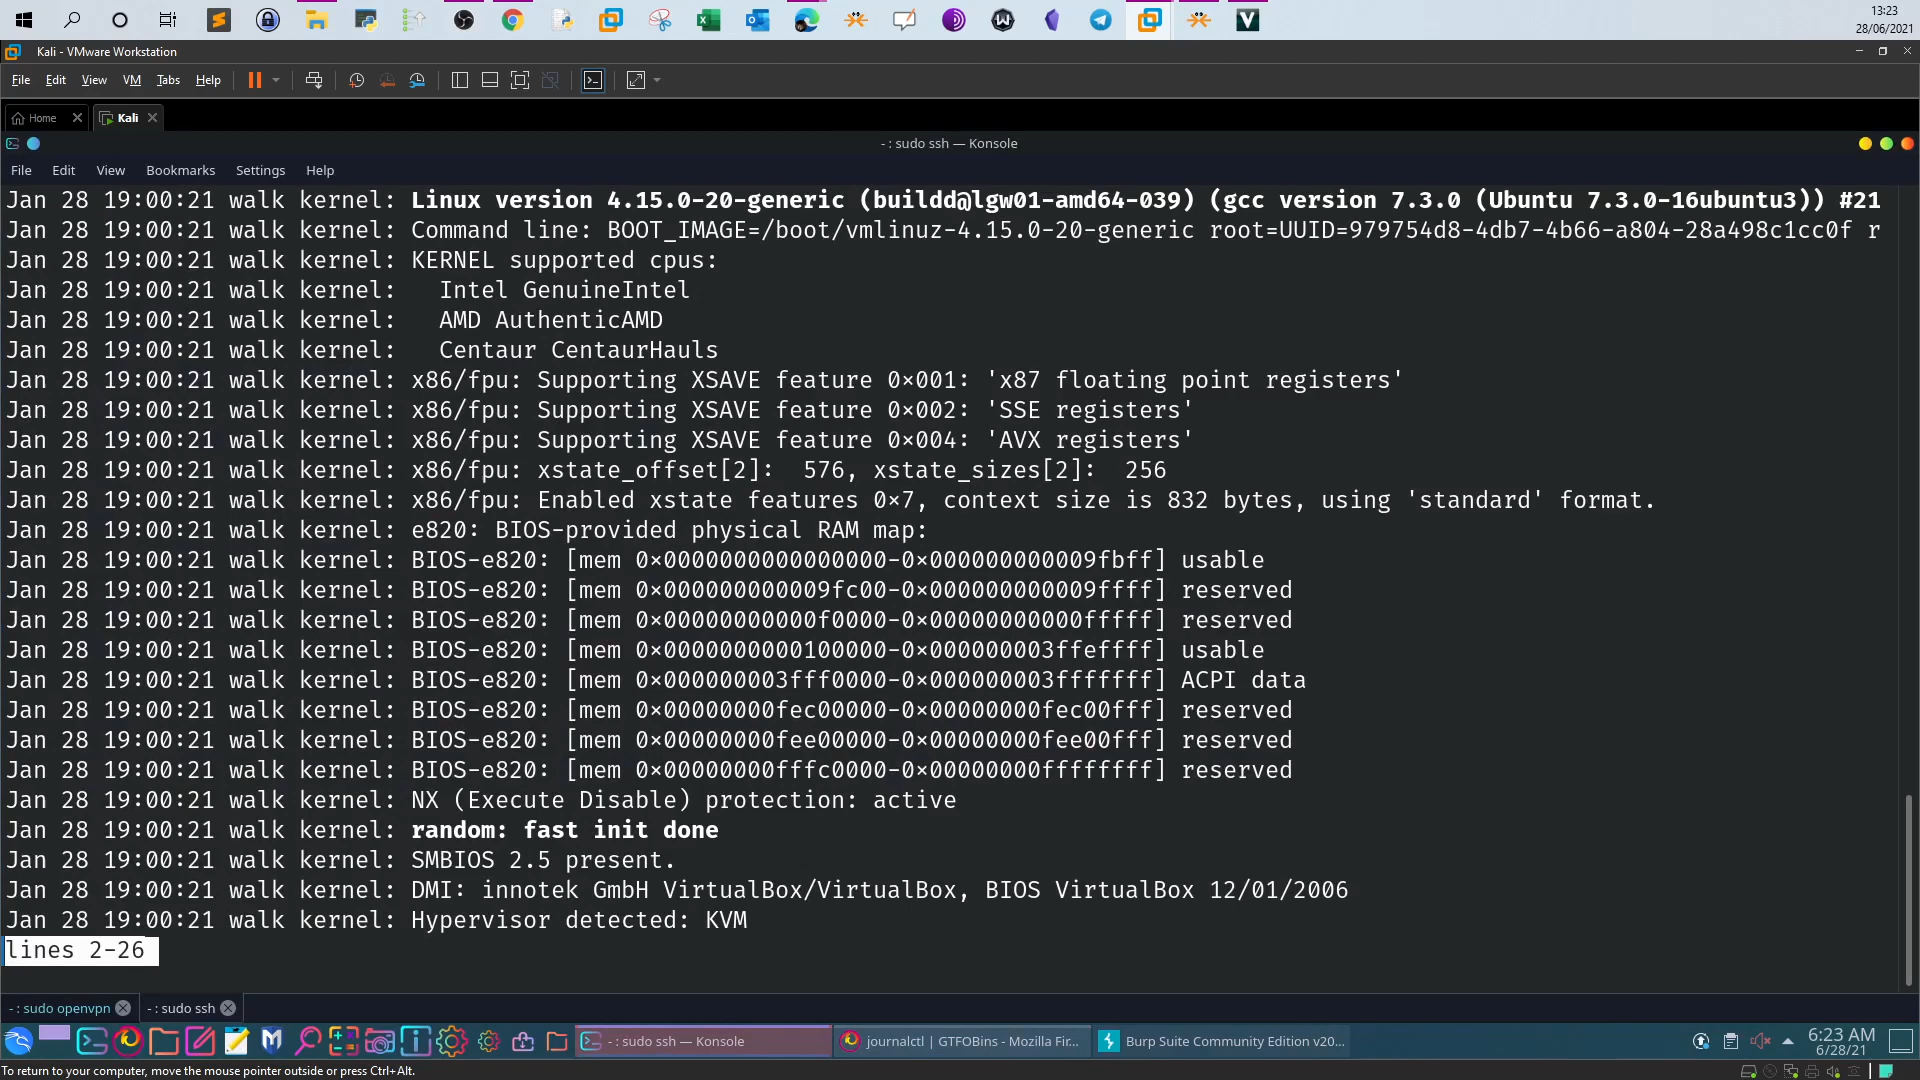 13:23
28/06/2021
Kali - VMware Workstation
File Edit View VM Tabs Help
Home Kali
- : sudo ssh — Konsole
File Edit View Bookmarks Settings Help
Jan 28 19:00:21 walk kernel: Linux version 4.15.0-20-generic (buildd@lgw01-amd64-039) (gcc version 7.3.0 (Ubuntu 7.3.0-16ubuntu3)) #21
Jan 28 19:00:21 walk kernel: Command line: BOOT_IMAGE=/boot/vmlinuz-4.15.0-20-generic root=UUID=979754d8-4db7-4b66-a804-28a498c1cc0f r
Jan 28 19:00:21 walk kernel: KERNEL supported cpus:
Jan 28 19:00:21 walk kernel:   Intel GenuineIntel
Jan 28 19:00:21 walk kernel:   AMD AuthenticAMD
Jan 28 19:00:21 walk kernel:   Centaur CentaurHauls
Jan 28 19:00:21 walk kernel: x86/fpu: Supporting XSAVE feature 0x001: 'x87 floating point registers'
Jan 28 19:00:21 walk kernel: x86/fpu: Supporting XSAVE feature 0x002: 'SSE registers'
Jan 28 19:00:21 walk kernel: x86/fpu: Supporting XSAVE feature 0x004: 'AVX registers'
Jan 28 19:00:21 walk kernel: x86/fpu: xstate_offset[2]:  576, xstate_sizes[2]:  256
Jan 28 19:00:21 walk kernel: x86/fpu: Enabled xstate features 0x7, context size is 832 bytes, using 'standard' format.
Jan 28 19:00:21 walk kernel: e820: BIOS-provided physical RAM map:
Jan 28 19:00:21 walk kernel: BIOS-e820: [mem 0x0000000000000000-0x000000000009fbff] usable
Jan 28 19:00:21 walk kernel: BIOS-e820: [mem 0x000000000009fc00-0x000000000009ffff] reserved
Jan 28 19:00:21 walk kernel: BIOS-e820: [mem 0x00000000000f0000-0x00000000000fffff] reserved
Jan 28 19:00:21 walk kernel: BIOS-e820: [mem 0x0000000000100000-0x000000003ffeffff] usable
Jan 28 19:00:21 walk kernel: BIOS-e820: [mem 0x000000003fff0000-0x000000003fffffff] ACPI data
Jan 28 19:00:21 walk kernel: BIOS-e820: [mem 0x00000000fec00000-0x00000000fec00fff] reserved
Jan 28 19:00:21 walk kernel: BIOS-e820: [mem 0x00000000fee00000-0x00000000fee00fff] reserved
Jan 28 19:00:21 walk kernel: BIOS-e820: [mem 0x00000000fffc0000-0x00000000ffffffff] reserved
Jan 28 19:00:21 walk kernel: NX (Execute Disable) protection: active
Jan 28 19:00:21 walk kernel: random: fast init done
Jan 28 19:00:21 walk kernel: SMBIOS 2.5 present.
Jan 28 19:00:21 walk kernel: DMI: innotek GmbH VirtualBox/VirtualBox, BIOS VirtualBox 12/01/2006
Jan 28 19:00:21 walk kernel: Hypervisor detected: KVM
lines 2-26
- : sudo openvpn - : sudo ssh
- : sudo ssh — Konsole journalctl | GTFOBins - Mozilla Fir... Burp Suite Community Edition v20... 6:23 AM
6/28/21
To return to your computer, move the mouse pointer outside or press Ctrl+Alt.